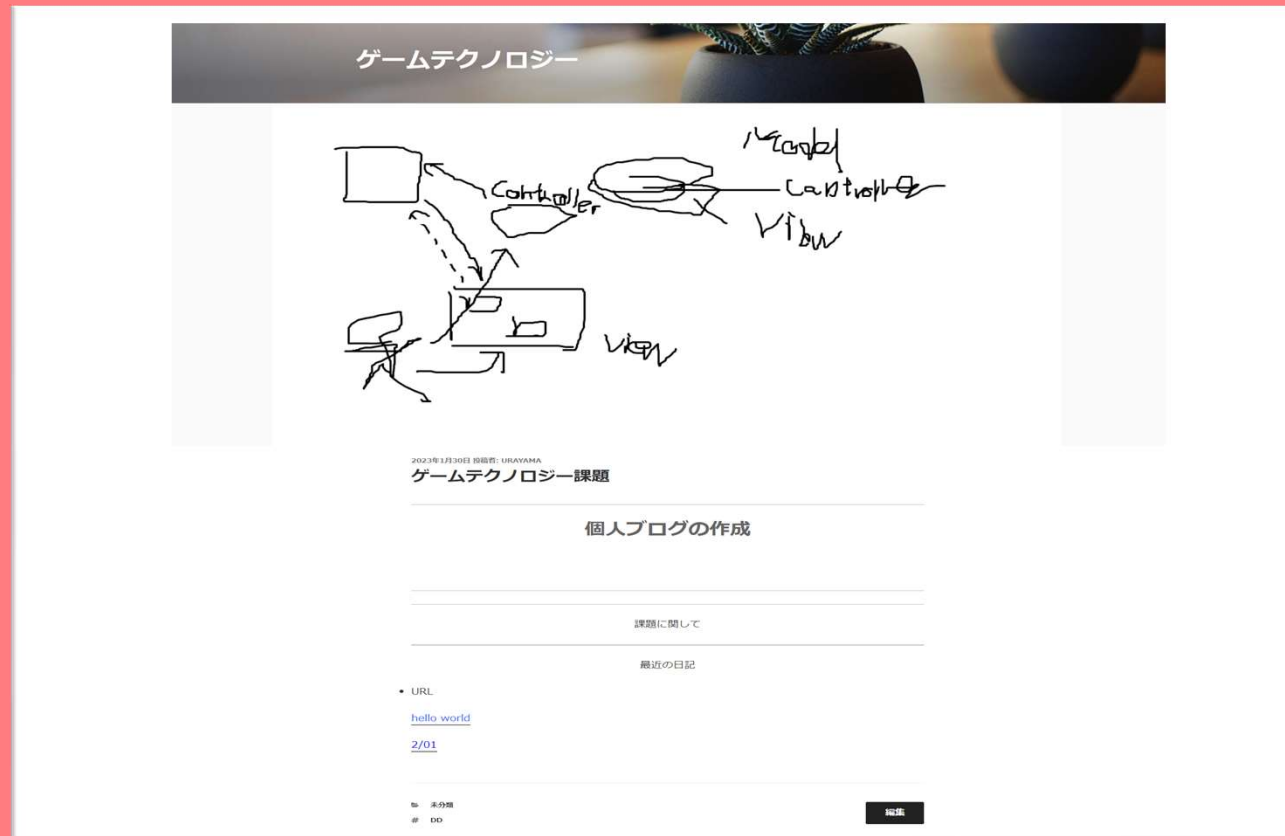 ゲームテクノロジー
Model
Controller
Controller
View
View
2023年1月30日 投稿者: URAYAMA
ゲームテクノロジー課題
個人ブログの作成
課題に関して
最近の日記
URL
hello world
2/01
未分類
# DD
編集